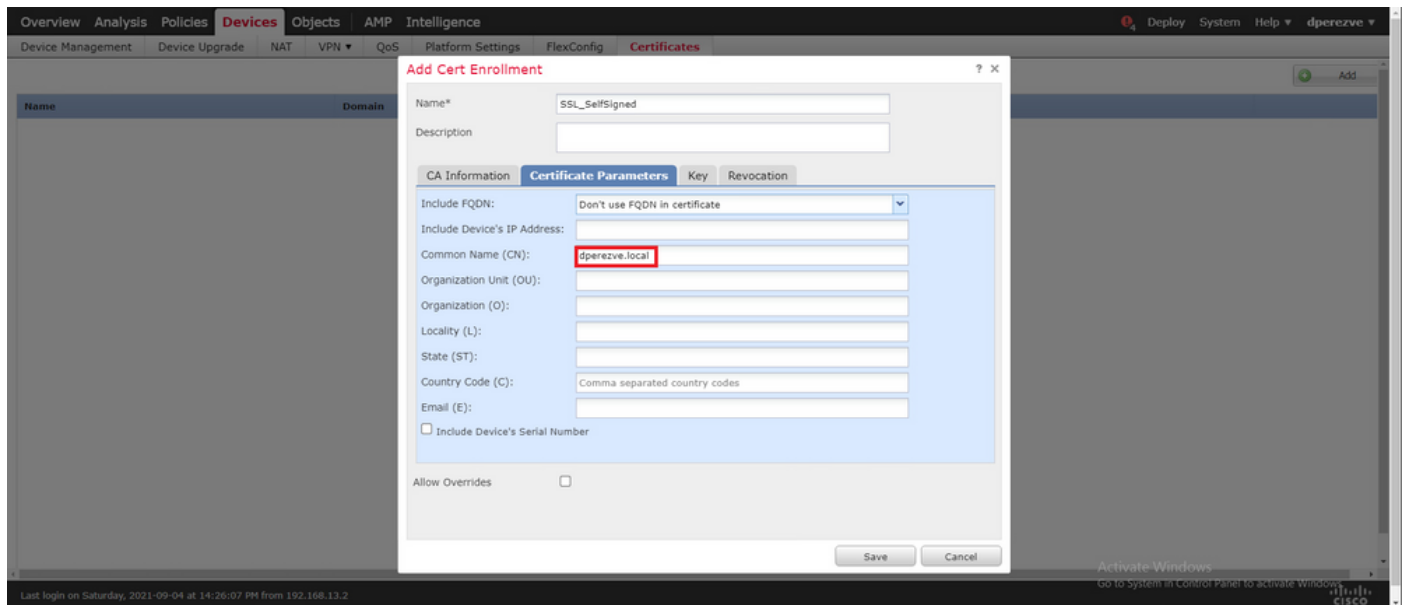 Overview Analysis Policies Devices Objects AMP Intelligence 4 Deploy System Help ▾ dperezve ▾
Device Management Device Upgrade NAT VPN ▾ QoS Platform Settings FlexConfig Certificates
Add Cert Enrollment ? ×
Add
Name Domain
Name* SSL_SelfSigned
Description
CA Information Certificate Parameters Key Revocation
Include FQDN: Don't use FQDN in certificate
Include Device's IP Address:
Common Name (CN): dperezve.local
Organization Unit (OU):
Organization (O):
Locality (L):
State (ST):
Country Code (C): Comma separated country codes
Email (E):
Include Device's Serial Number
Allow Overrides
Save Cancel
Activate Windows
Go to System in Control Panel to activate Windows.
Last login on Saturday, 2021-09-04 at 14:26:07 PM from 192.168.13.2
CISCO